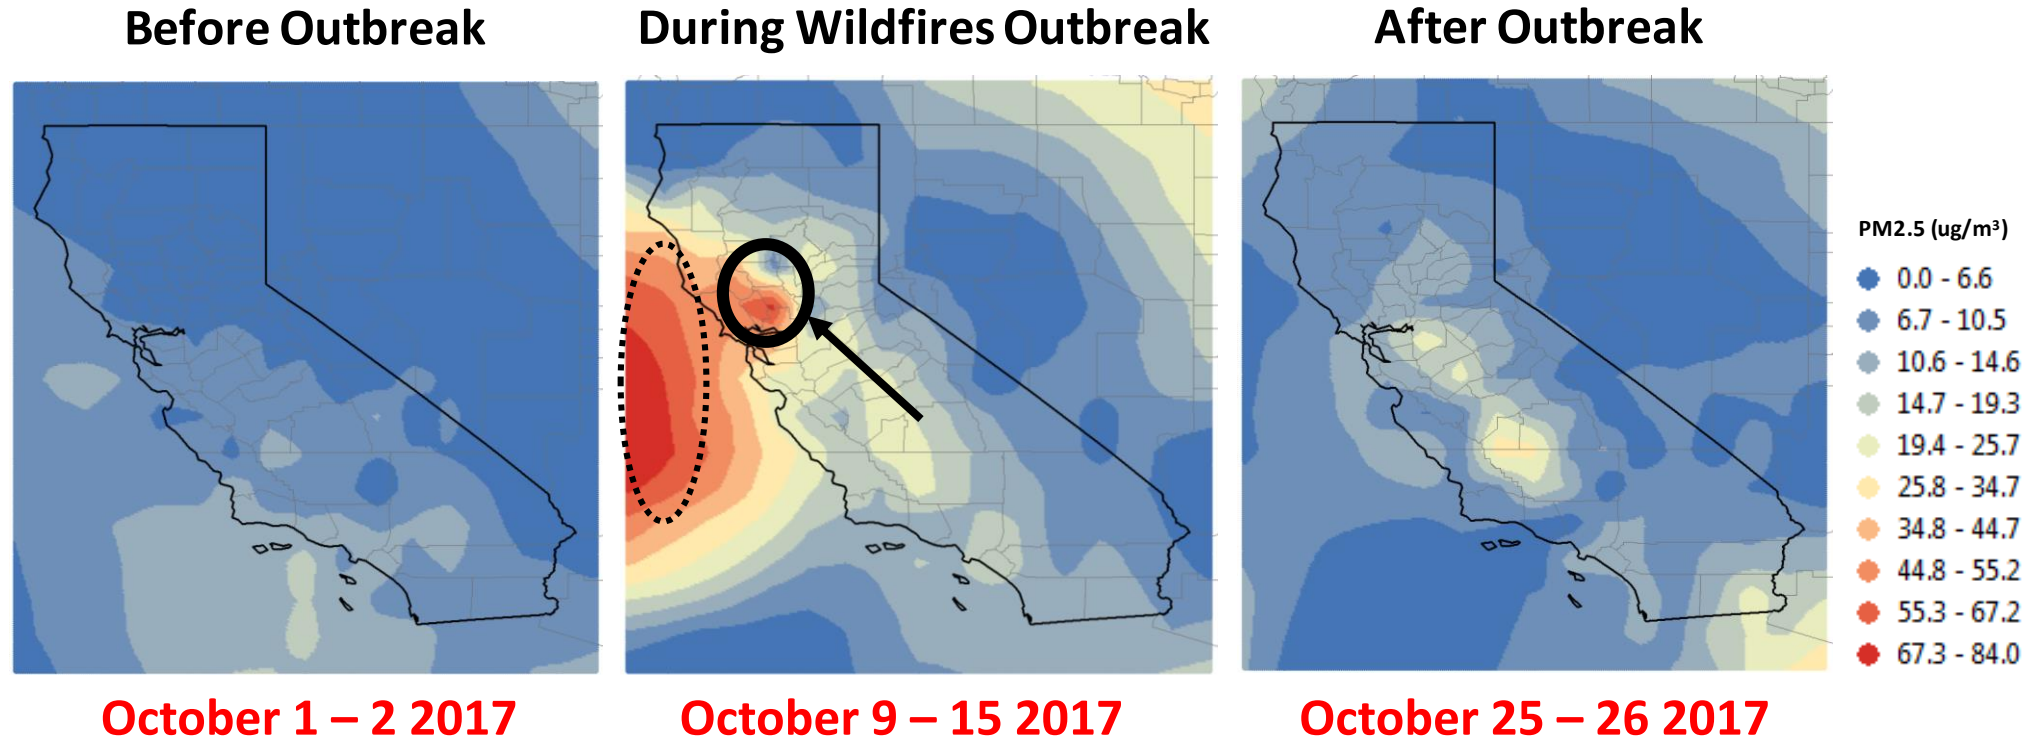 Before Outbreak
During Wildfires Outbreak
After Outbreak
PM2.5 (ug/m³)
0.0 - 6.6
6.7 - 10.5
10.6 - 14.6
14.7 - 19.3
19.4 - 25.7
25.8 - 34.7
34.8 - 44.7
44.8 - 55.2
55.3 - 67.2
67.3 - 84.0
October 1 – 2 2017
October 9 – 15 2017
October 25 – 26 2017